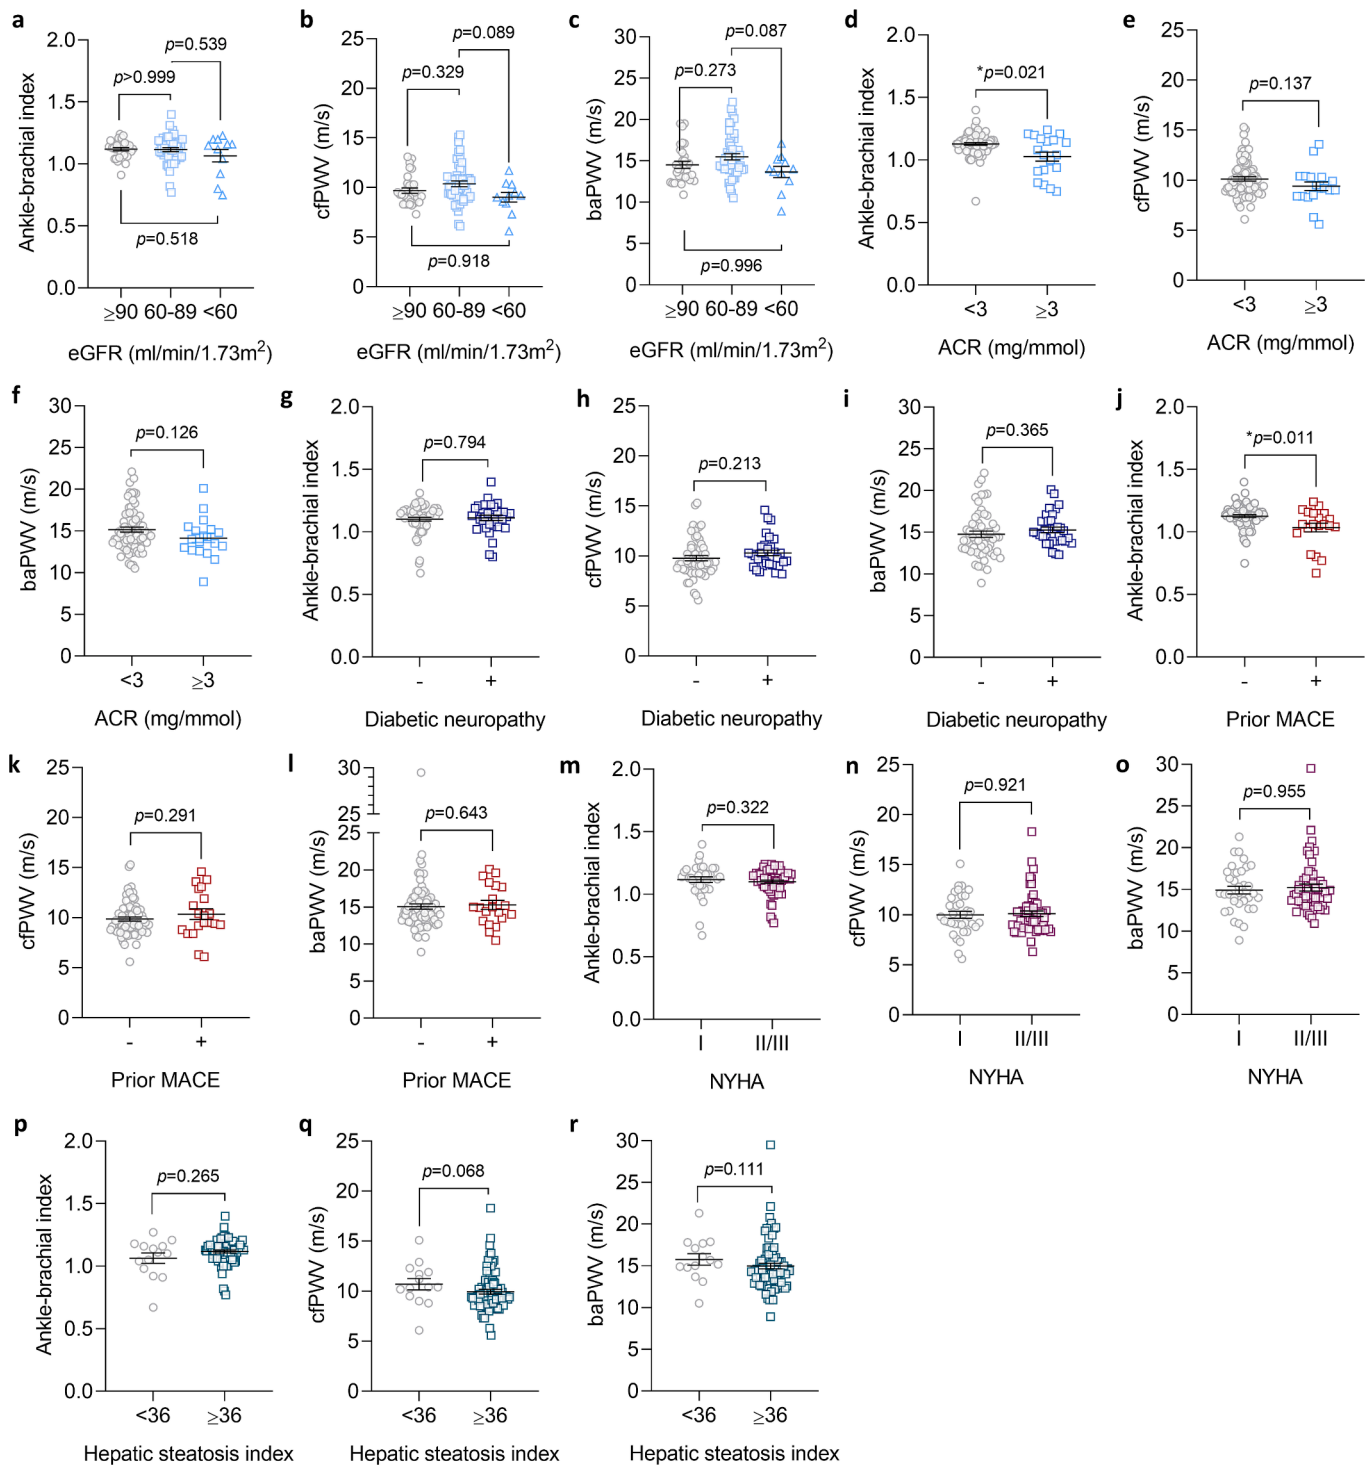 a
Ankle-brachial index
2.0
1.5
1.0
0.5
0.0
p>0.999
p=0.539
p=0.518
≥90 60-89 <60
eGFR (ml/min/1.73m²)
b
cfPWV (m/s)
25
20
15
10
5
0
p=0.329
p=0.089
p=0.918
≥90 60-89 <60
eGFR (ml/min/1.73m²)
c
baPWV (m/s)
30
25
20
15
10
5
0
p=0.273
p=0.087
p=0.996
≥90 60-89 <60
eGFR (ml/min/1.73m²)
d
Ankle-brachial index
2.0
1.5
1.0
0.5
0.0
*p=0.021
<3 ≥3
ACR (mg/mmol)
e
cfPWV (m/s)
25
20
15
10
5
0
p=0.137
<3 ≥3
ACR (mg/mmol)
f
baPWV (m/s)
30
25
20
15
10
5
0
p=0.126
<3 ≥3
ACR (mg/mmol)
g
Ankle-brachial index
2.0
1.5
1.0
0.5
0.0
p=0.794
- +
Diabetic neuropathy
h
cfPWV (m/s)
25
20
15
10
5
0
p=0.213
- +
Diabetic neuropathy
i
baPWV (m/s)
30
25
20
15
10
5
0
p=0.365
- +
Diabetic neuropathy
j
Ankle-brachial index
2.0
1.5
1.0
0.5
0.0
*p=0.011
- +
Prior MACE
k
cfPWV (m/s)
25
20
15
10
5
0
p=0.291
- +
Prior MACE
l
baPWV (m/s)
30
25
25
20
15
10
5
0
p=0.643
- +
Prior MACE
m
Ankle-brachial index
2.0
1.5
1.0
0.5
0.0
p=0.322
I II/III
NYHA
n
cfPWV (m/s)
25
20
15
10
5
0
p=0.921
I II/III
NYHA
o
baPWV (m/s)
30
25
20
15
10
5
0
p=0.955
I II/III
NYHA
p
Ankle-brachial index
2.0
1.5
1.0
0.5
0.0
p=0.265
<36 ≥36
Hepatic steatosis index
q
cfPWV (m/s)
25
20
15
10
5
0
p=0.068
<36 ≥36
Hepatic steatosis index
r
baPWV (m/s)
30
25
20
15
10
5
0
p=0.111
<36 ≥36
Hepatic steatosis index